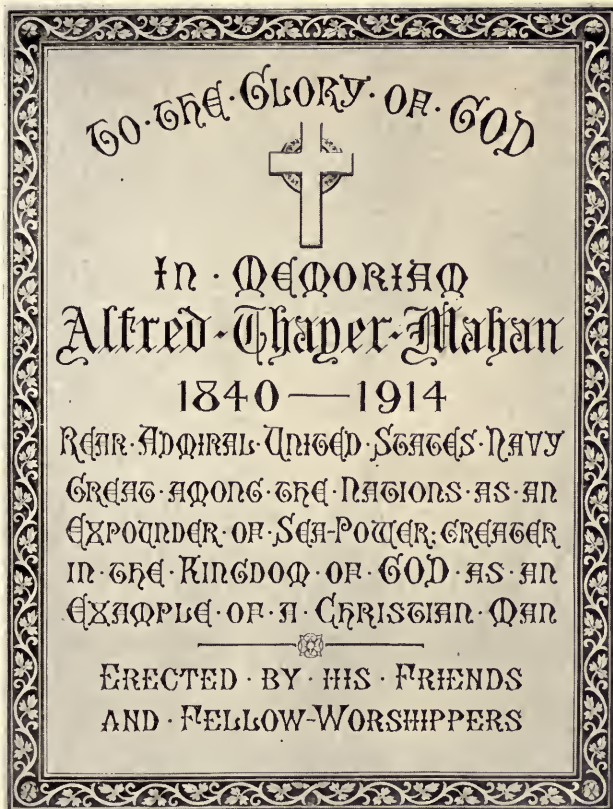 To·the·Glory·of·GOD
In·Memoriam
Alfred·Thayer·Mahan
1840—1914
Rear·Admiral·United·States·Navy
Great·among·the·Nations·as·an
Expounder·of·Sea-Power; greater
in·the·Kingdom·of·GOD·as·an
Example·of·a·Christian·Man
Erected·by·his·Friends
and·Fellow-Worshippers